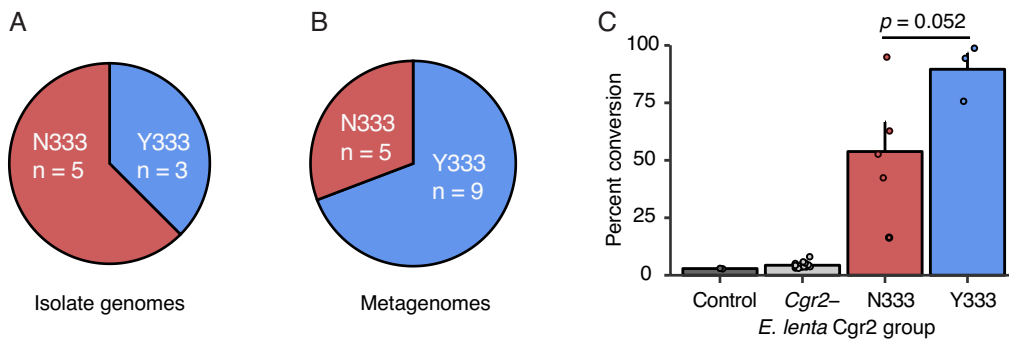 A
N333
n = 5
Y333
n = 3
Isolate genomes
B
N333
n = 5
Y333
n = 9
Metagenomes
C
p = 0.052
Percent conversion
100
75
50
25
0
Control
Cgr2–
N333
Y333
E. lenta Cgr2 group